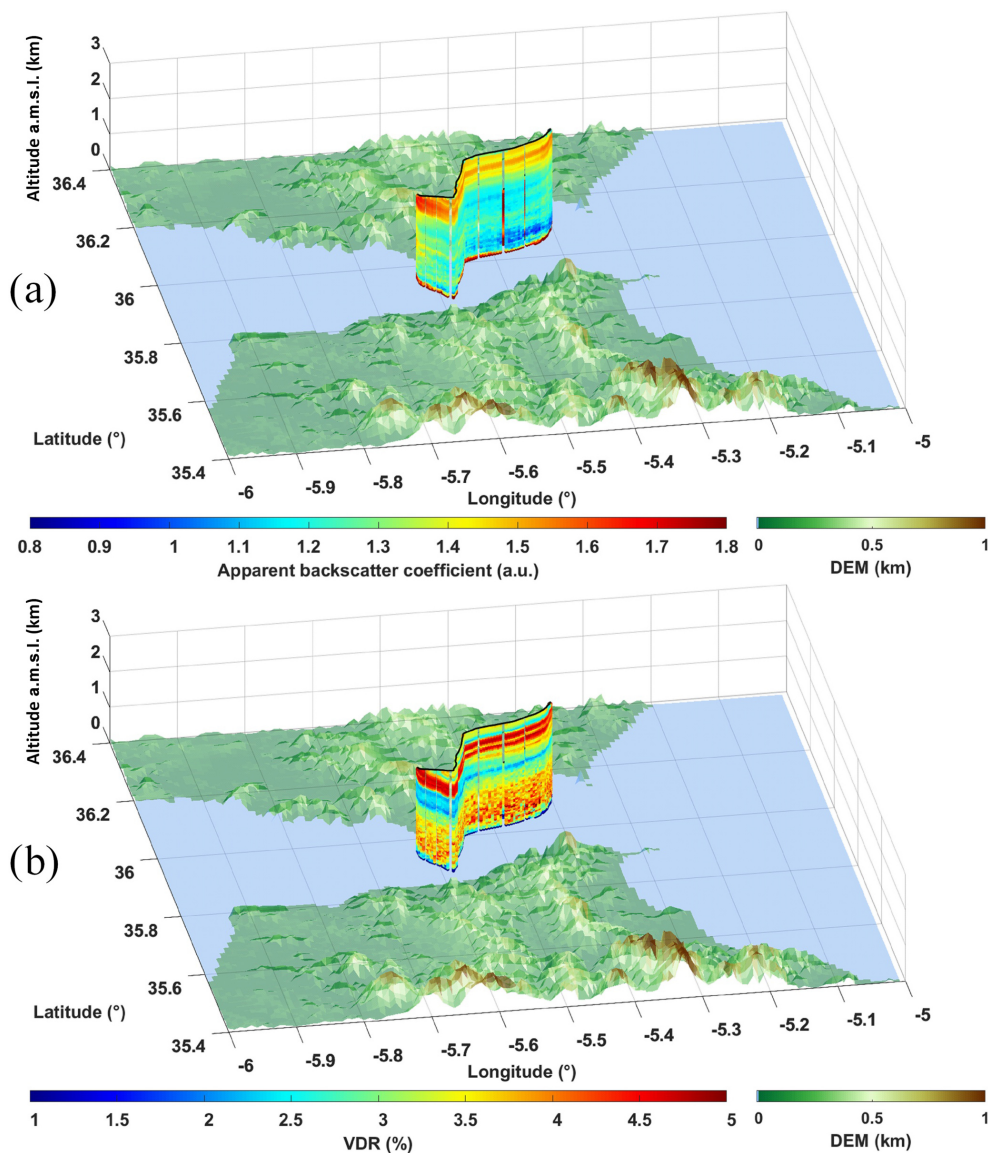 Altitude a.m.s.l. (km)
3
2
1
0
36.4
36.2
36
35.8
35.6
35.4
Latitude (°)
(a)
-6
-5.9
-5.8
-5.7
-5.6
-5.5
-5.4
-5.3
-5.2
-5.1
-5
Longitude (°)
0.8 0.9 1 1.1 1.2 1.3 1.4 1.5 1.6 1.7 1.8
Apparent backscatter coefficient (a.u.)
0 0.5 1
DEM (km)
Altitude a.m.s.l. (km)
3
2
1
0
36.4
36.2
36
35.8
35.6
35.4
Latitude (°)
(b)
-6
-5.9
-5.8
-5.7
-5.6
-5.5
-5.4
-5.3
-5.2
-5.1
-5
Longitude (°)
1 1.5 2 2.5 3 3.5 4 4.5 5
VDR (%)
0 0.5 1
DEM (km)